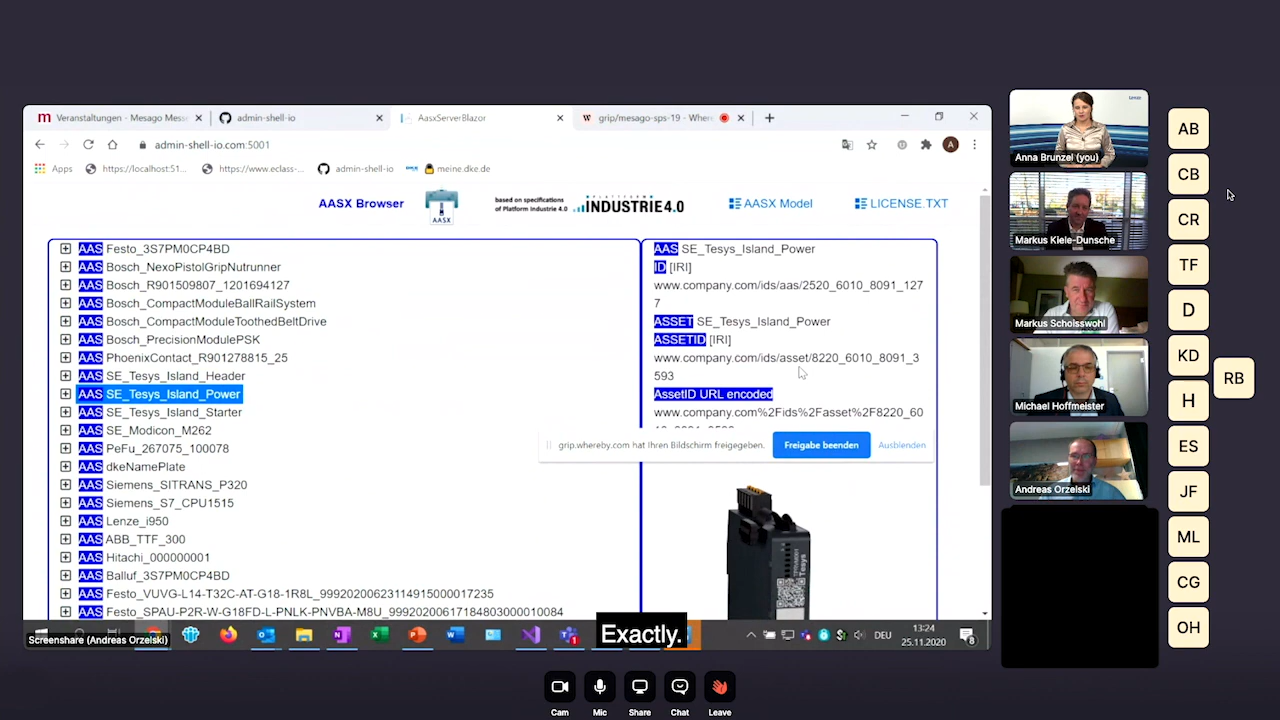 Veranstaltungen - Mesago Mess
admin-shell-io
AasxServerBlazor
grip/mesago-sps-19 - Where
admin-shell-io.com:5001
A
Apps
https://localhost:51...
https://www.eclass-...
admin-shell-io
meine.dke.de
AASX Browser
AASX
based on specifications
of Platform Industrie 4.0
PLATTFORM
INDUSTRIE4.0
AASX Model
LICENSE.TXT
AAS Festo_3S7PM0CP4BD
AAS Bosch_NexoPistolGripNutrunner
AAS Bosch_R901509807_1201694127
AAS Bosch_CompactModuleBallRailSystem
AAS Bosch_CompactModuleToothedBeltDrive
AAS Bosch_PrecisionModulePSK
AAS PhoenixContact_R901278815_25
AAS SE_Tesys_Island_Header
AAS SE_Tesys_Island_Power
AAS SE_Tesys_Island_Starter
AAS SE_Modicon_M262
AAS PeFu_267075_100078
AAS dkeNamePlate
AAS Siemens_SITRANS_P320
AAS Siemens_S7_CPU1515
AAS Lenze_i950
AAS ABB_TTF_300
AAS Hitachi_000000001
AAS Balluf_3S7PM0CP4BD
AAS Festo_VUVG-L14-T32C-AT-G18-1R8L_9992020062311491500​0017235
AAS Festo_SPAU-P2R-W-G18FD-L-PNLK-PNVBA-M8U_9992020061718480300​0010084
AAS SE_Tesys_Island_Power
ID [IRI]
www.company.com/ids/aas/2520_6010_8091_127
7
ASSET SE_Tesys_Island_Power
ASSETID [IRI]
www.company.com/ids/asset/8220_6010_8091_3
593
AssetID URL encoded
www.company.com%2Fids%2Fasset%2F8220_60
grip.whereby.com hat Ihren Bildschirm freigegeben.
Freigabe beenden
Ausblenden
Tesys
Screenshare (Andreas Orzelski)
Exactly.
DEU
13:24
25.11.2020
8
Anna Brunzel (you)
Markus Kiele-Dunsche
Markus Scholsswohl
Michael Hoffmeister
Andreas Orzelski
AB
CB
CR
TF
D
KD
RB
H
ES
JF
ML
CG
OH
Cam
Mic
Share
Chat
Leave